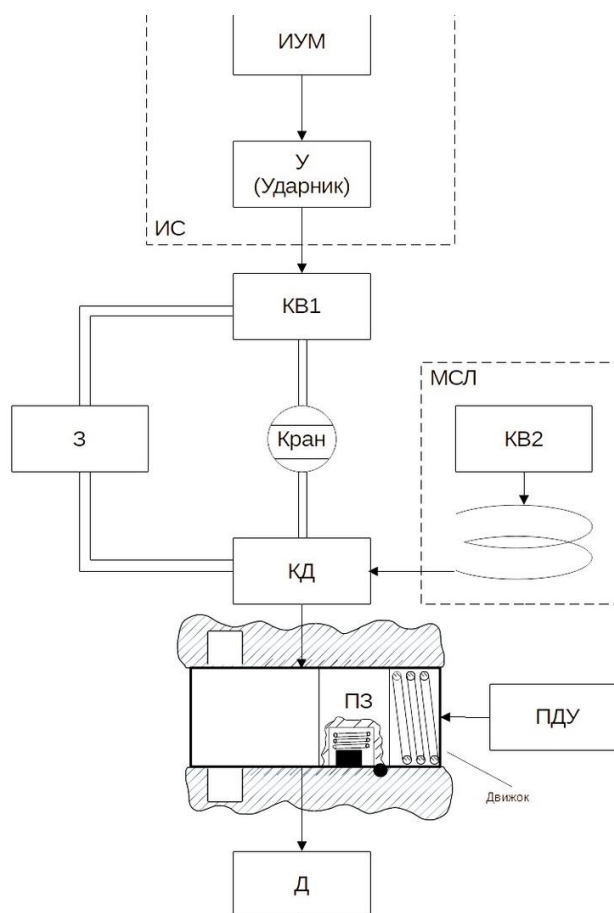 ИУМ
У
(Ударник)
ИС
КВ1
МСЛ
З
Кран
КВ2
КД
ПЗ
ПДУ
Движок
Д